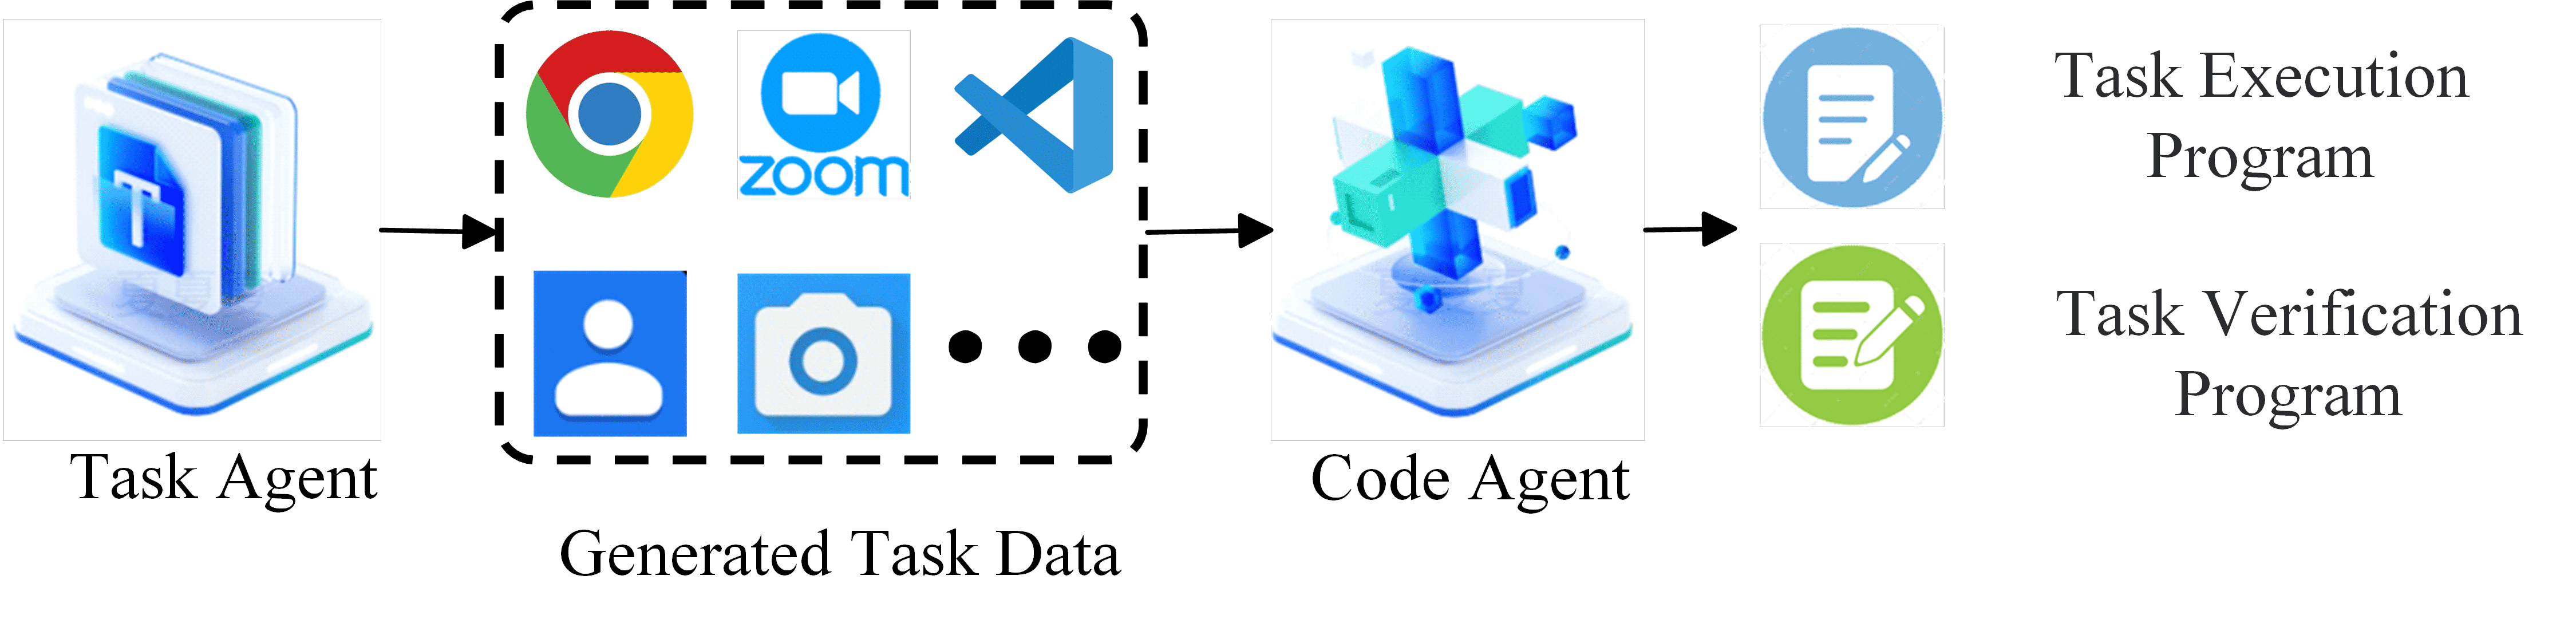 T
zoom
Task Execution
Program
Task Verification
Program
Task Agent
Code Agent
Generated Task Data